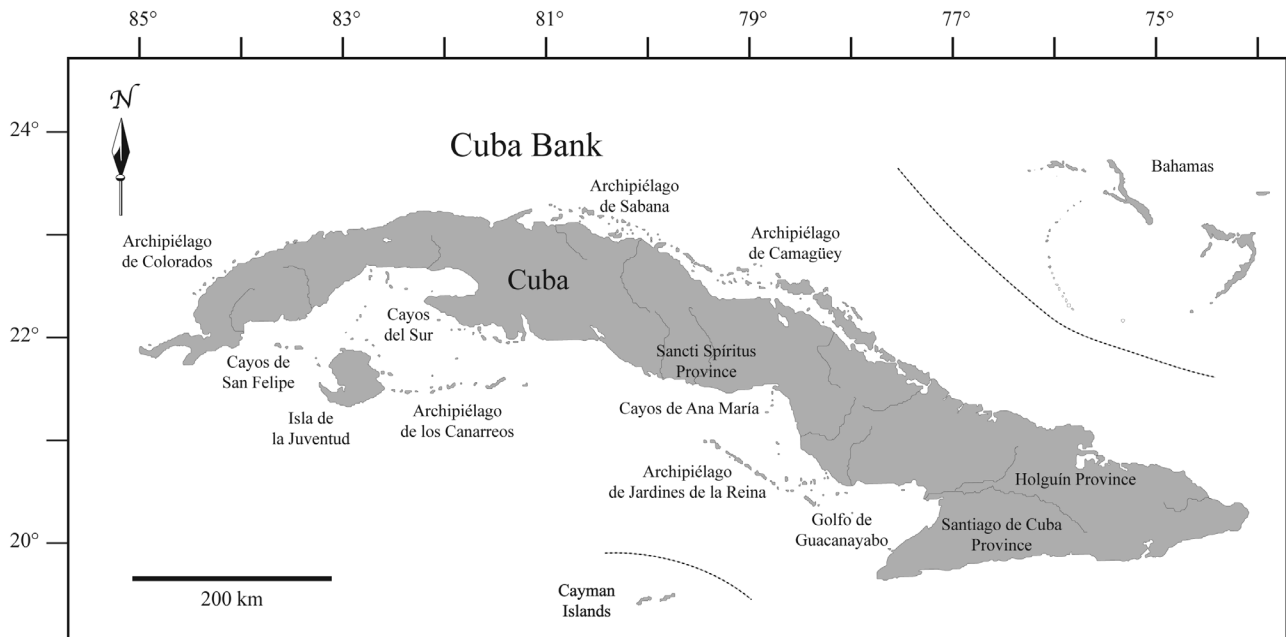 85°
83°
81°
79°
77°
75°
N
24°
22°
20°
Cuba Bank
Bahamas
Archipiélago
de Sabana
Archipiélago
de Colorados
Archipiélago
de Camagüey
Cuba
Cayos
del Sur
Sancti Spíritus
Province
Cayos de
San Felipe
Isla de
la Juventud
Archipiélago
de los Canarreos
Cayos de Ana María
Archipiélago
de Jardines de la Reina
Holguín Province
Golfo de
Guacanayabo
Santiago de Cuba
Province
Cayman
Islands
200 km